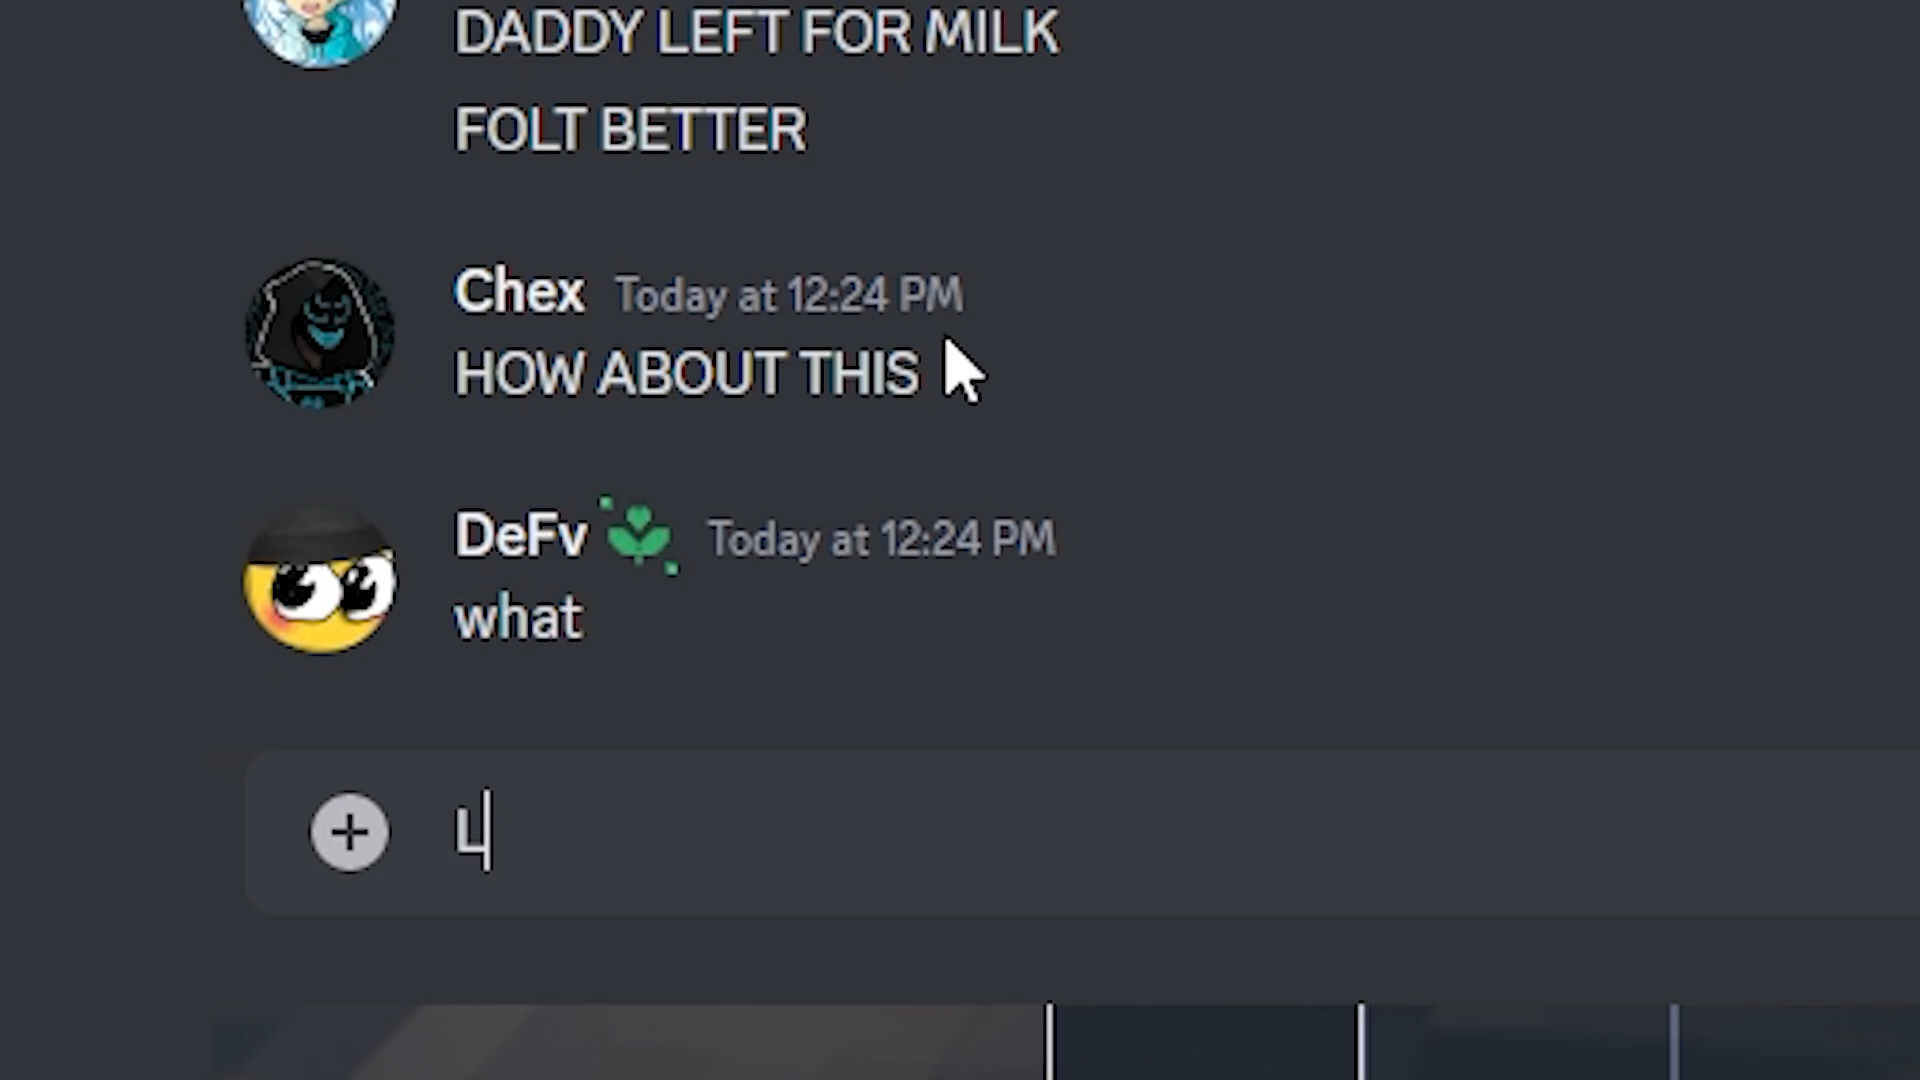 DADDY LEFT FOR MILK
FOLT BETTER
Chex Today at 12:24 PM
HOW ABOUT THIS
DeFv Today at 12:24 PM
what